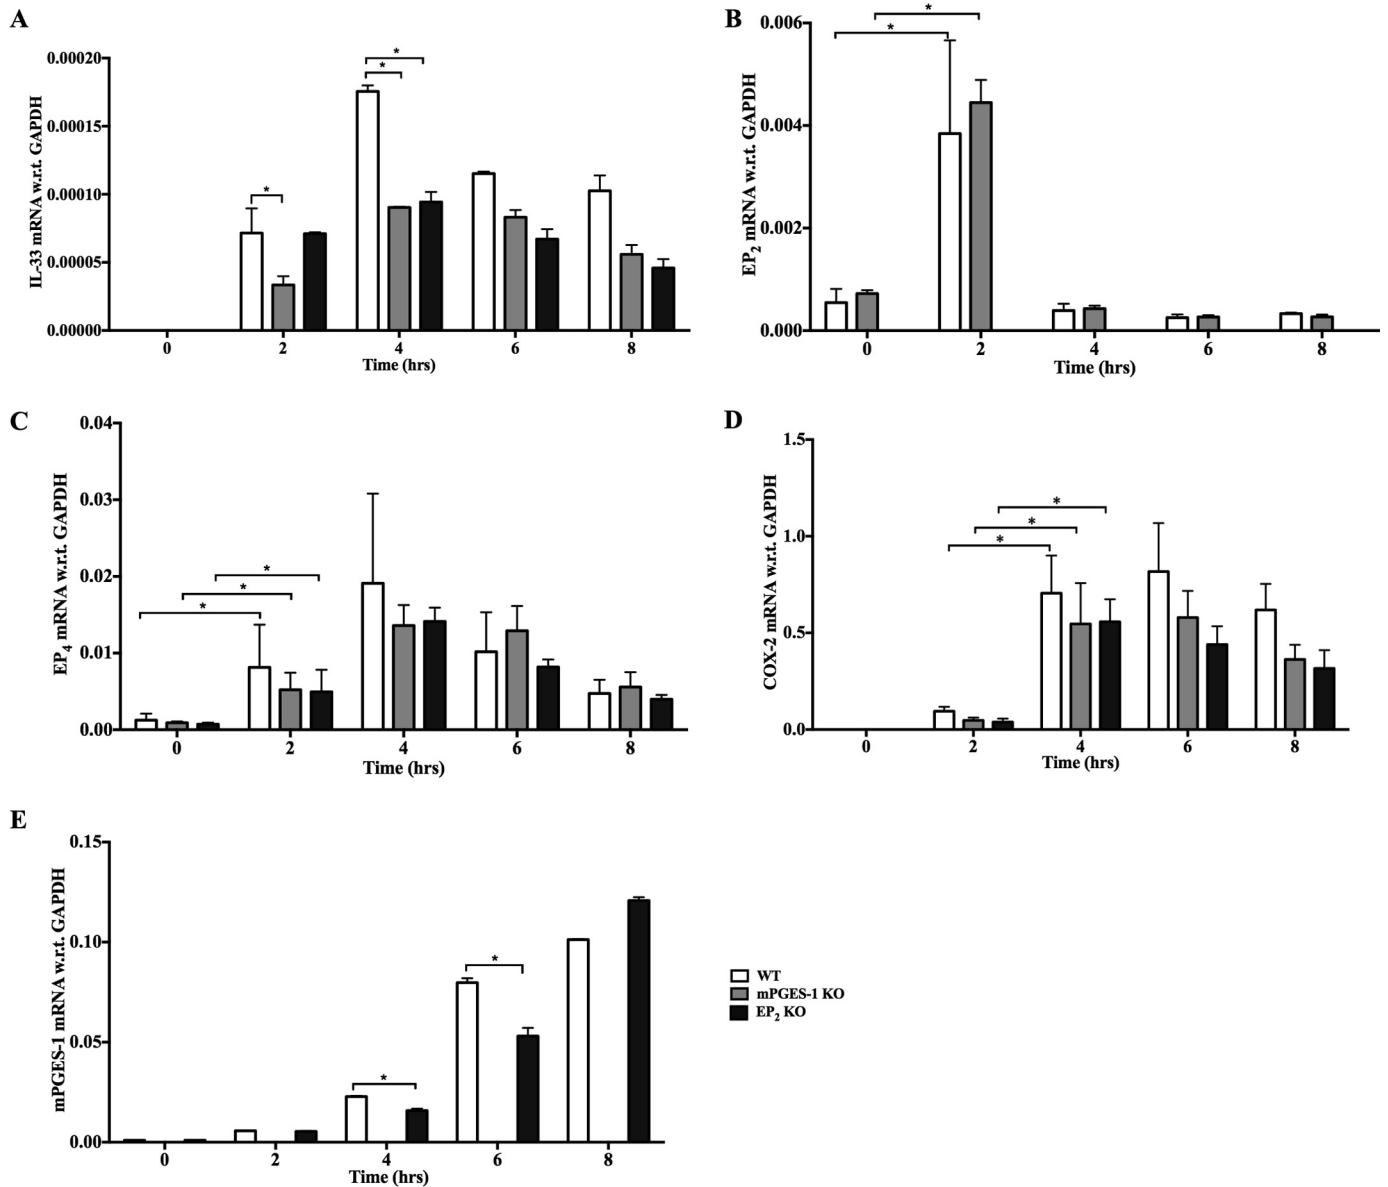 A
IL-33 mRNA w.r.t. GAPDH
0.00020
0.00015
0.00010
0.00005
0.00000
*
*
*
0 2 4 6 8
Time (hrs)
B
EP2 mRNA w.r.t. GAPDH
0.006
0.004
0.002
0.000
*
*
0 2 4 6 8
Time (hrs)
C
EP4 mRNA w.r.t. GAPDH
0.04
0.03
0.02
0.01
0.00
*
*
*
0 2 4 6 8
Time (hrs)
D
COX-2 mRNA w.r.t. GAPDH
1.5
1.0
0.5
0.0
*
*
*
0 2 4 6 8
Time (hrs)
E
mPGES-1 mRNA w.r.t. GAPDH
0.15
0.10
0.05
0.00
*
*
0 2 4 6 8
Time (hrs)
WT
mPGES-1 KO
EP2 KO